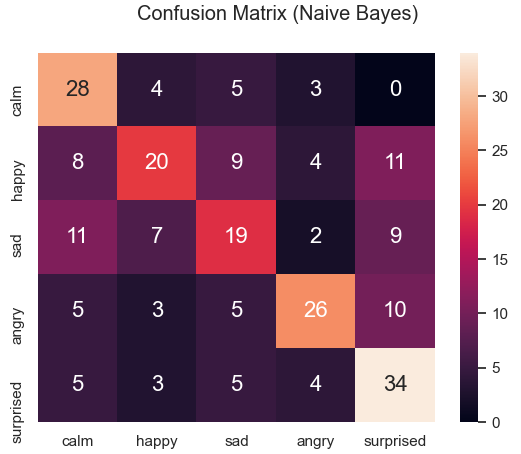 Confusion Matrix (Naive Bayes)
calm 28 4 5 3 0
happy 8 20 9 4 11
sad 11 7 19 2 9
angry 5 3 5 26 10
surprised 5 3 5 4 34
calm happy sad angry surprised
30
25
20
15
10
5
0